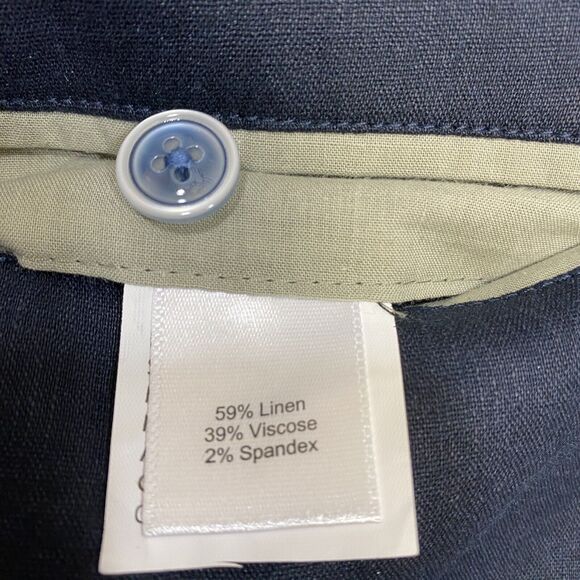 59% Linen
39% Viscose
2% Spandex